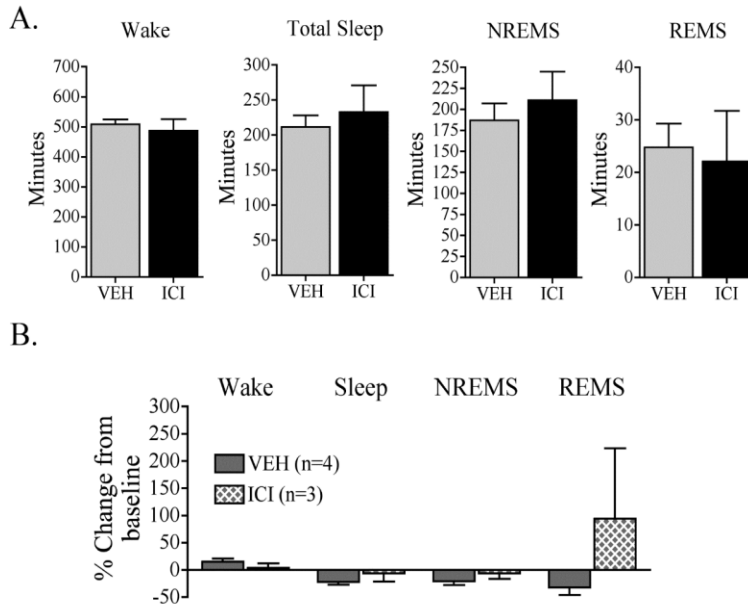 A.
Wake
Total Sleep
NREMS
REMS
Minutes
700
600
500
400
300
200
100
0
VEH ICI
Minutes
300
250
200
150
100
50
0
VEH ICI
Minutes
250
225
200
175
150
125
100
75
50
25
0
VEH ICI
Minutes
40
30
20
10
0
VEH ICI
B.
Wake Sleep NREMS REMS
% Change from
baseline
300
250
200
150
100
50
0
-50
VEH (n=4)
ICI (n=3)